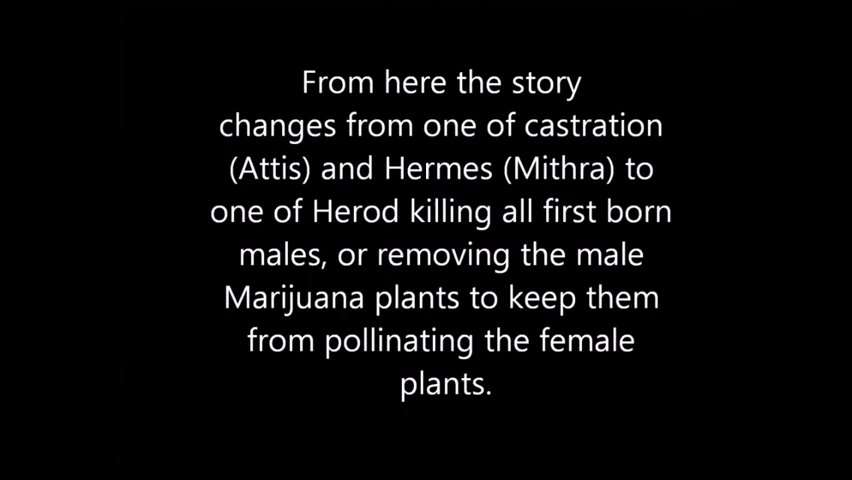 From here the story
changes from one of castration
(Attis) and Hermes (Mithra) to
one of Herod killing all first born
males, or removing the male
Marijuana plants to keep them
from pollinating the female
plants.